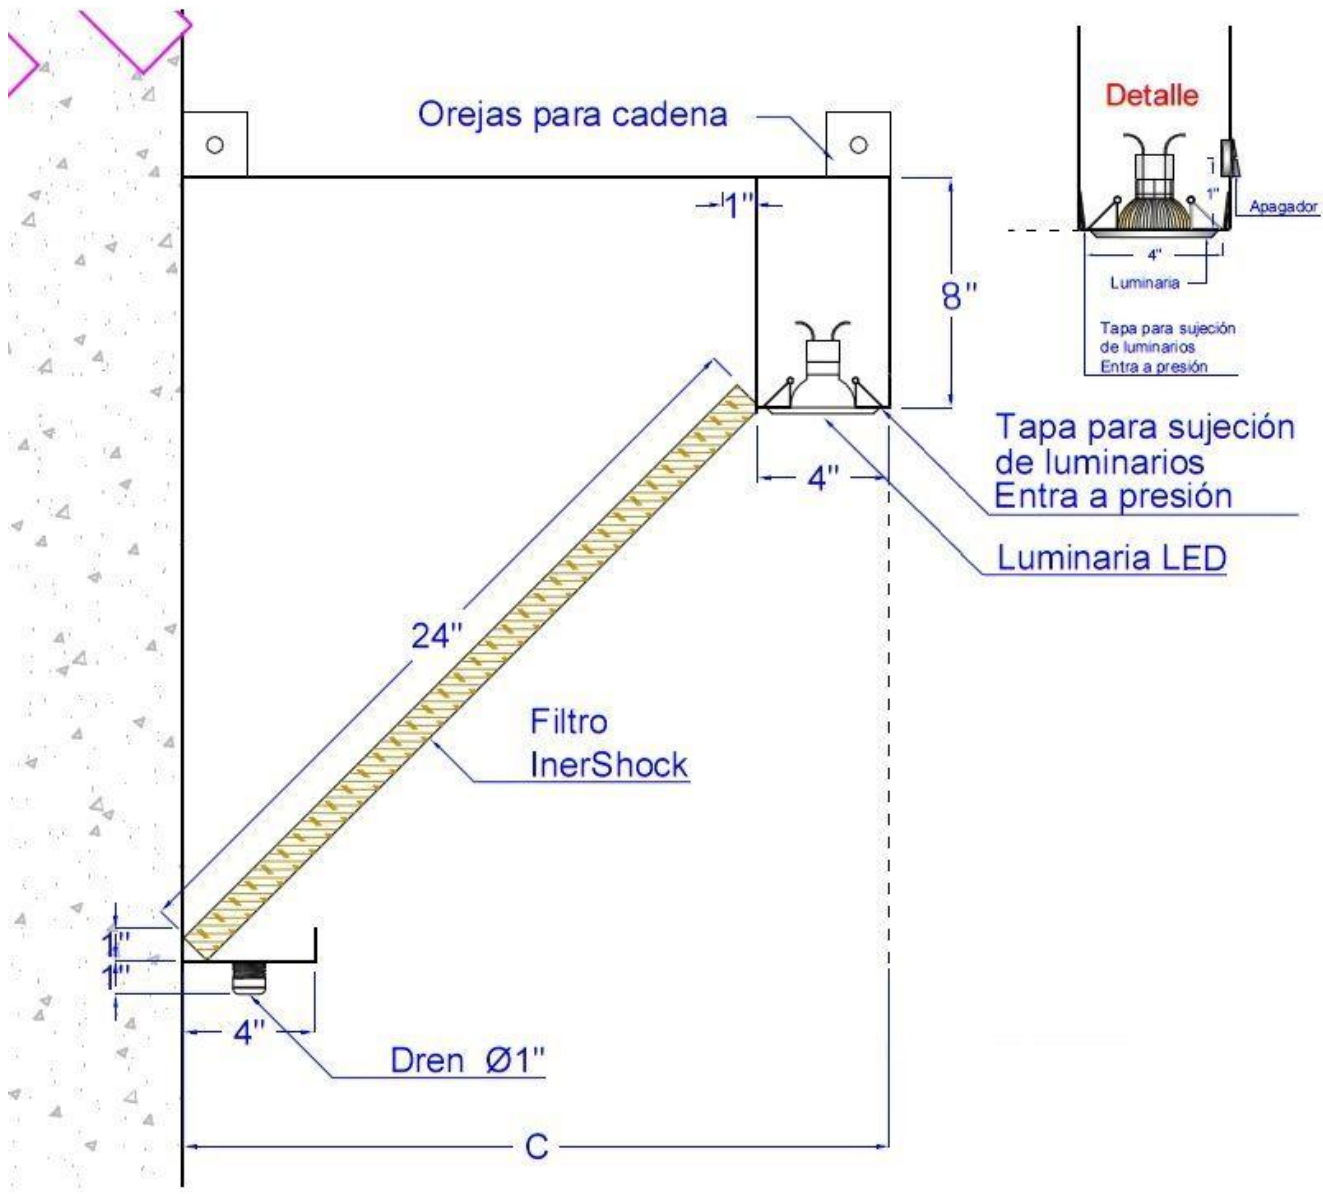 Orejas para cadena
1"
8"
4"
24"
Tapa para sujeción
de luminarios
Entra a presión
Luminaria LED
Filtro
InerShock
1"
1"
4"
Dren Ø1"
C
Detalle
1"
Apagador
4"
Luminaria
Tapa para sujeción
de luminarios
Entra a presión